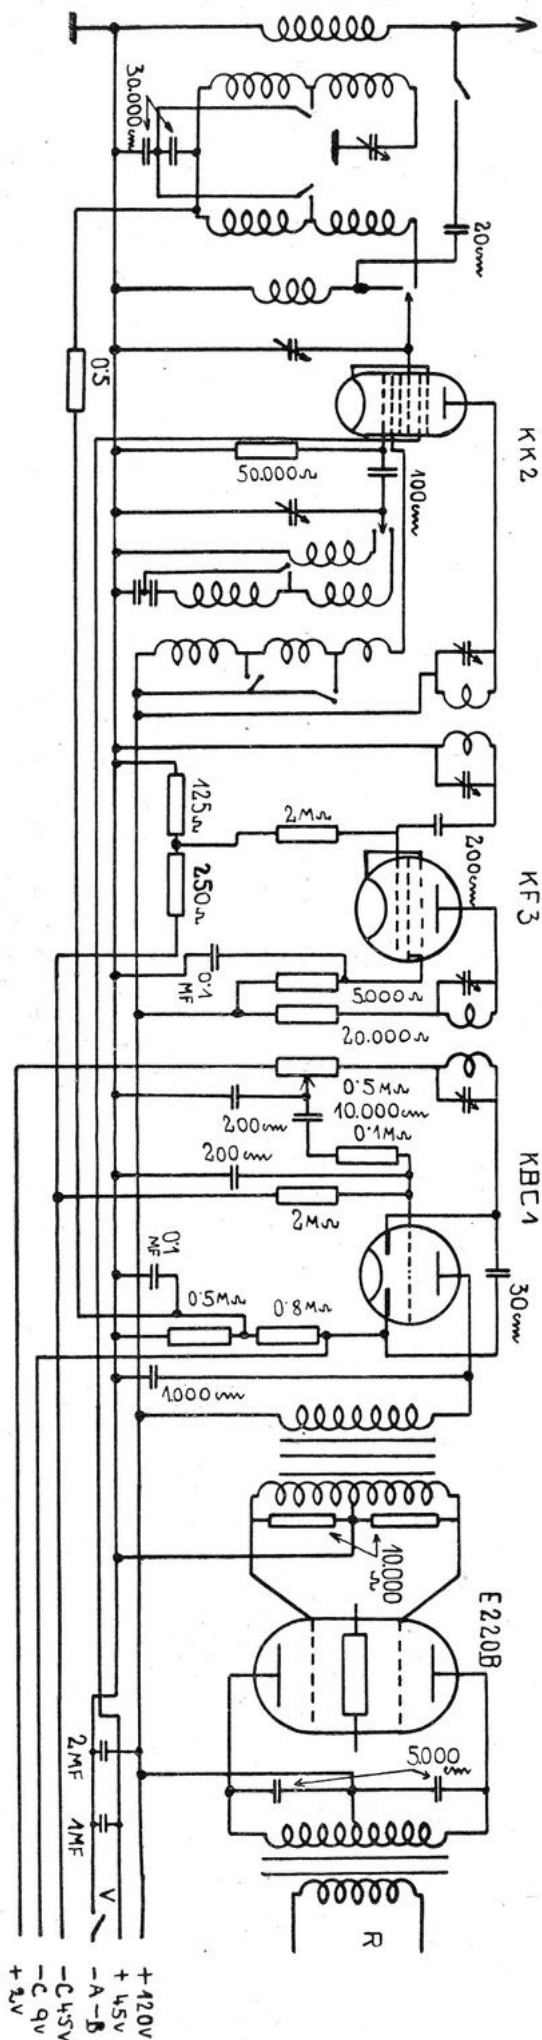 KK2
KF3
KBC1
E220B
30.000cm
20cm
0.5
50.000Ω
100cm
125Ω
250Ω
2MΩ
200cm
0.1
MF
5.000Ω
20.000Ω
0.5MΩ
10.000cm
0.1MΩ
200cm
200cm
2MΩ
30cm
0.1
MF
0.5MΩ
0.8MΩ
1.000cm
10.000
Ω
5.000
cm
2MF
1MF
V
R
+120V
+45V
-A-B
-C4.5V
-C 9V
+2V